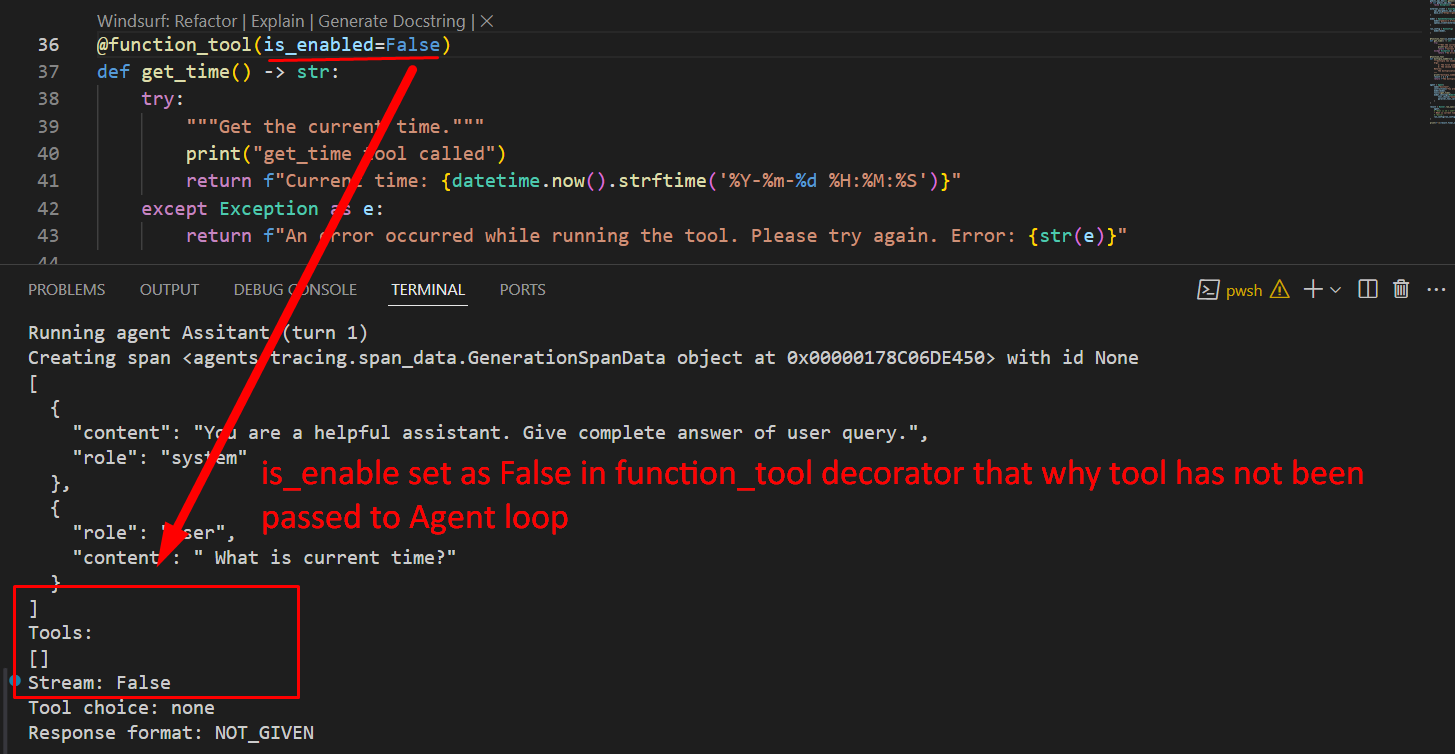 Windsurf: Refactor | Explain | Generate Docstring | ×
36 @function_tool(is_enabled=False)
37 def get_time() -> str:
38 try:
39 """Get the current time."""
40 print("get_time tool called")
41 return f"Current time: {datetime.now().strftime('%Y-%m-%d %H:%M:%S')}"
42 except Exception as e:
43 return f"An error occurred while running the tool. Please try again. Error: {str(e)}"
44
PROBLEMS OUTPUT DEBUG CONSOLE TERMINAL PORTS pwsh
Running agent Assitant (turn 1)
Creating span <agents.tracing.span_data.GenerationSpanData object at 0x00000178C06DE450> with id None
[
{
"content": "You are a helpful assistant. Give complete answer of user query.",
"role": "system"
},
{
"role": "user",
"content": " What is current time?"
}
]
is_enable set as False in function_tool decorator that why tool has not been
passed to Agent loop
Tools:
[]
Stream: False
Tool choice: none
Response format: NOT_GIVEN